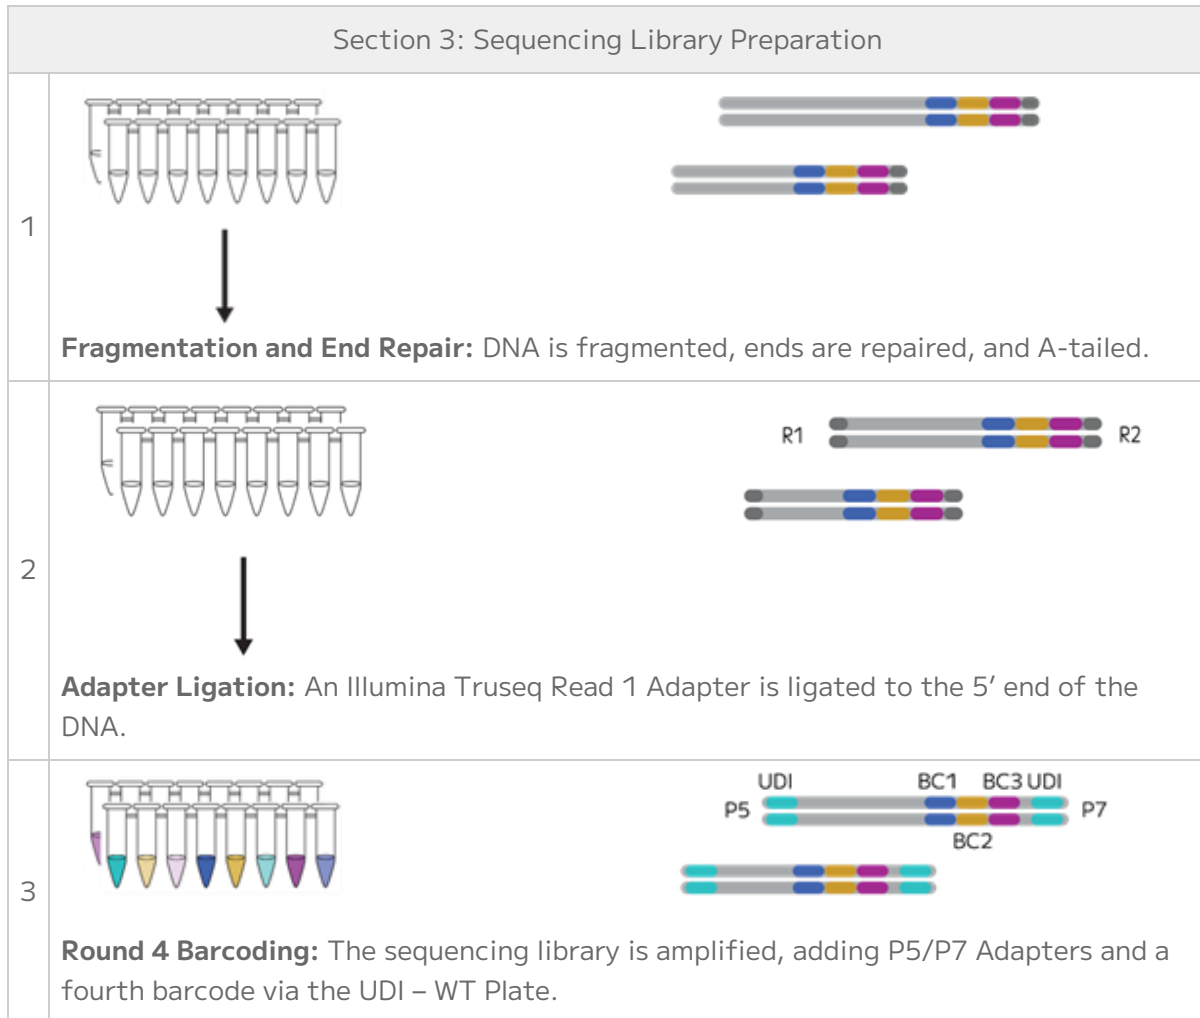 Section 3: Sequencing Library Preparation
1
Fragmentation and End Repair: DNA is fragmented, ends are repaired, and A-tailed.
R1
R2
2
Adapter Ligation: An Illumina Truseq Read 1 Adapter is ligated to the 5’ end of the
DNA.
UDI BC1 BC3 UDI
P5 P7
BC2
3
Round 4 Barcoding: The sequencing library is amplified, adding P5/P7 Adapters and a
fourth barcode via the UDI – WT Plate.